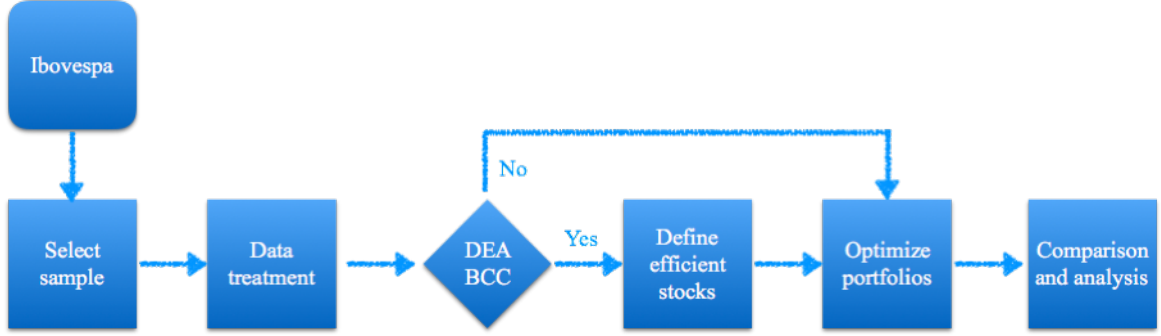 Ibovespa
No
Select
sample
Data
treatment
DEA
BCC
Yes
Define
efficient
stocks
Optimize
portfolios
Comparison
and analysis